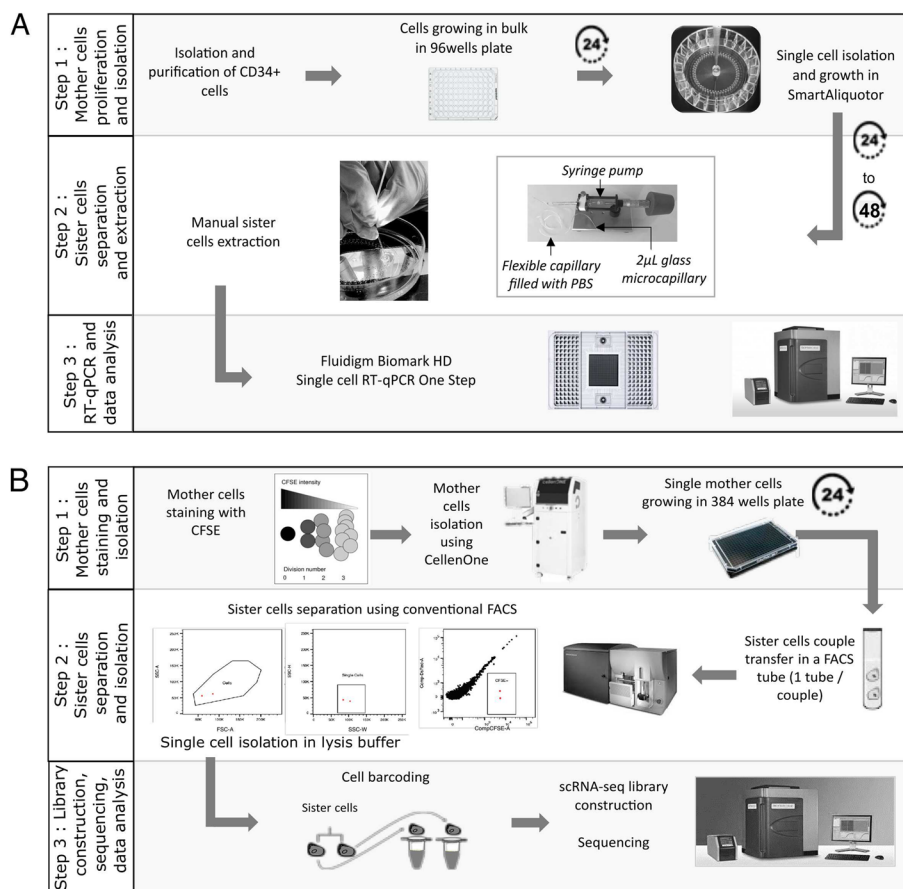 A
Step 1 :
Mother cells
proliferation
and isolation
Isolation and
purification of CD34+
cells
Cells growing in bulk
in 96wells plate
24
Single cell isolation
and growth in
SmartAliquotor
24
to
48
Step 2 :
Sister cells
separation
and extraction
Manual sister
cells extraction
Syringe pump
Flexible capillary
filled with PBS
2µL glass
microcapillary
Step 3 :
RT-qPCR and
data analysis
Fluidigm Biomark HD
Single cell RT-qPCR One Step
B
Step 1 :
Mother cells
staining and
isolation
Mother cells
staining with
CFSE
CFSE intensity
Division number
0 1 2 3
Mother
cells
isolation
using
CellenOne
Single mother cells
growing in 384 wells plate
24
Step 2 :
Sister cells
separation
and isolation
Sister cells separation using conventional FACS
SSC-A
Cells
FSC-A
SSC-H
Single Cells
SSC-W
CFSE+
CompCFSE-A
Sister cells couple
transfer in a FACS
tube (1 tube /
couple)
Single cell isolation in lysis buffer
Step 3 : Library
construction,
sequencing,
data analysis
Cell barcoding
Sister cells
scRNA-seq library
construction
Sequencing